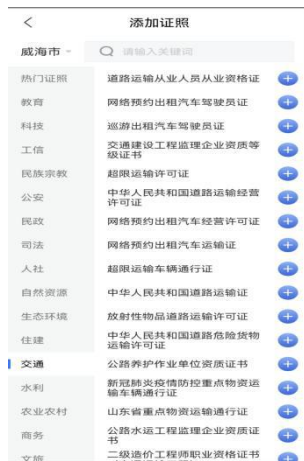 添加证照
威海市
请输入关键词
热门证照
教育
科技
工信
民族宗教
公安
民政
司法
人社
自然资源
生态环境
住建
交通
水利
农业农村
商务
文旅
道路运输从业人员从业资格证
网络预约出租汽车驾驶员证
巡游出租汽车驾驶员证
交通建设工程监理企业资质等
级证书
超限运输许可证
中华人民共和国道路运输经营
许可证
网络预约出租汽车经营许可证
网络预约出租汽车运输证
超限运输车辆通行证
中华人民共和国道路运输证
放射性物品道路运输许可证
中华人民共和国道路危险货物
运输许可证
公路养护作业单位资质证书
新冠肺炎疫情防控重点物资运
输车辆通行证
山东省重点物资运输通行证
公路水运工程监理企业资质证
书
二级造价工程师职业资格证书